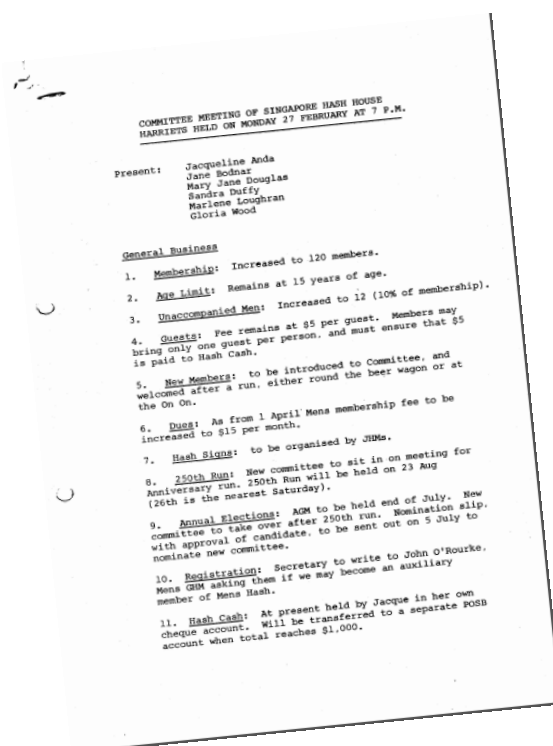 COMMITTEE MEETING OF SINGAPORE HASH HOUSE
HARRIETS HELD ON MONDAY 27 FEBRUARY AT 7 P.M.
Present: Jacqueline Anda
Jane Bodnar
Mary Jane Douglas
Sandra Duffy
Marlene Loughran
Gloria Wood
General Business
1. Membership: Increased to 120 members.
2. Age Limit: Remains at 15 years of age.
3. Unaccompanied Men: Increased to 12 (10% of membership).
4. Guests: Fee remains at $5 per guest. Members may
bring only one guest per person, and must ensure that $5
is paid to Hash Cash.
5. New Members: to be introduced to Committee, and
welcomed after a run, either round the beer wagon or at
the On On.
6. Dues: As from 1 April Mens membership fee to be
increased to $15 per month.
7. Hash Signs: to be organised by JHMs.
8. 250th Run: New committee to sit in on meeting for
Anniversary run. 250th Run will be held on 23 Aug
(26th is the nearest Saturday).
9. Annual Elections: AGM to be held end of July. New
committee to take over after 250th run. Nomination slip,
with approval of candidate, to be sent out on 5 July to
nominate new committee.
10. Registration: Secretary to write to John O'Rourke,
Mens GHM asking them if we may become an auxiliary
member of Mens Hash.
11. Hash Cash: At present held by Jacque in her own
cheque account. Will be transferred to a separate POSB
account when total reaches $1,000.